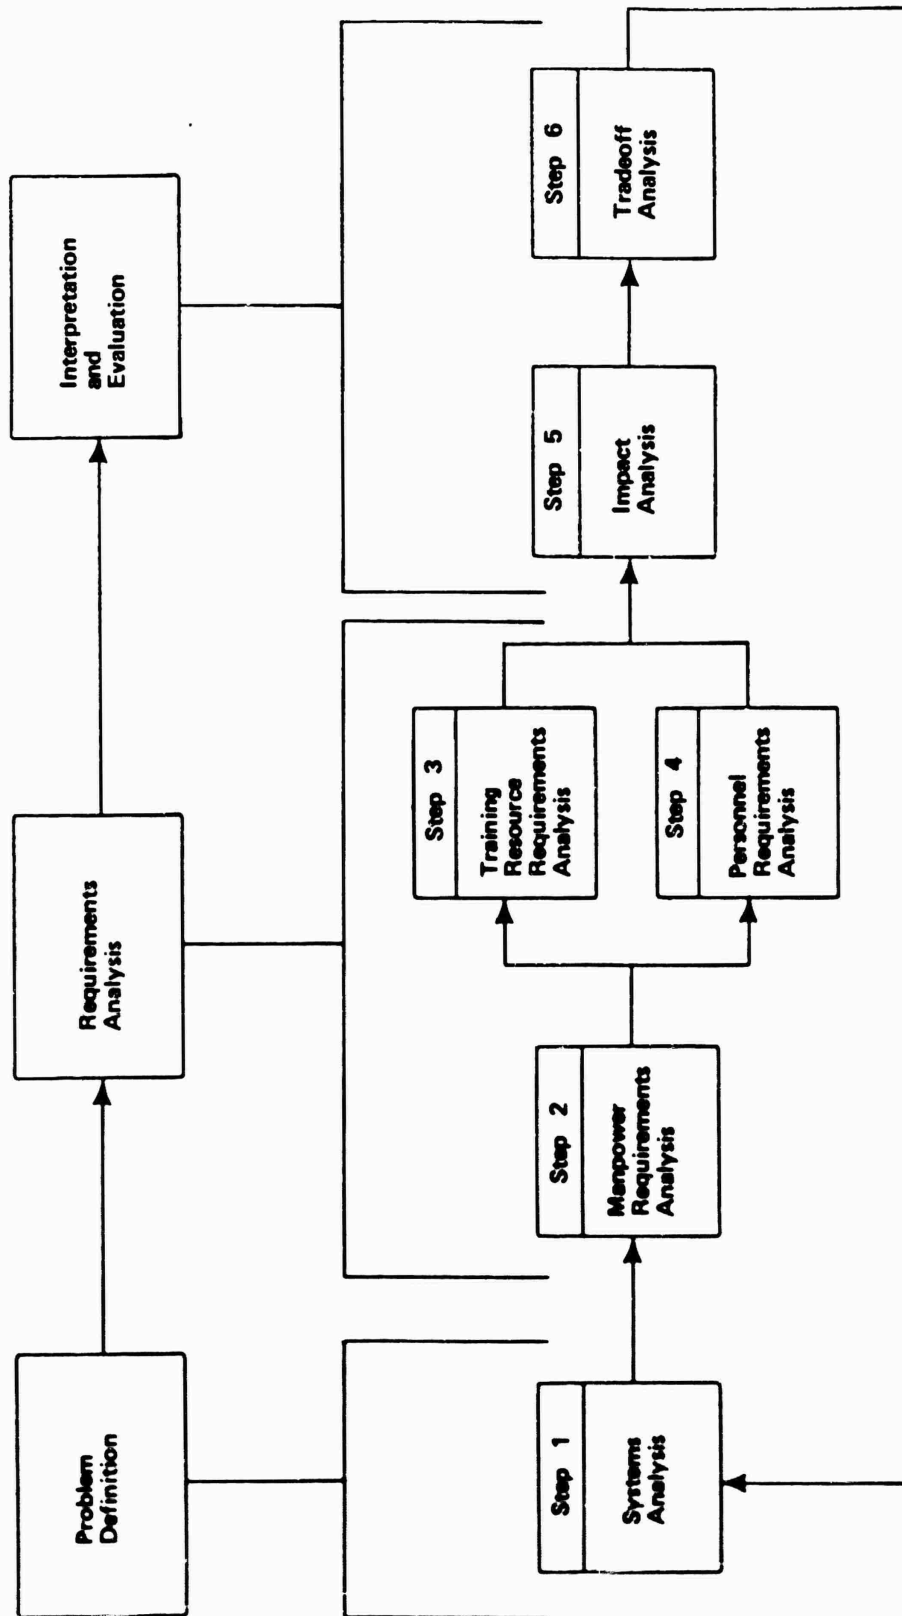 Problem
Definition
Requirements
Analysis
Interpretation
and
Evaluation
Step 1
Systems
Analysis
Step 2
Manpower
Requirements
Analysis
Step 3
Training
Resource
Requirements
Analysis
Step 4
Personnel
Requirements
Analysis
Step 5
Impact
Analysis
Step 6
Tradeoff
Analysis